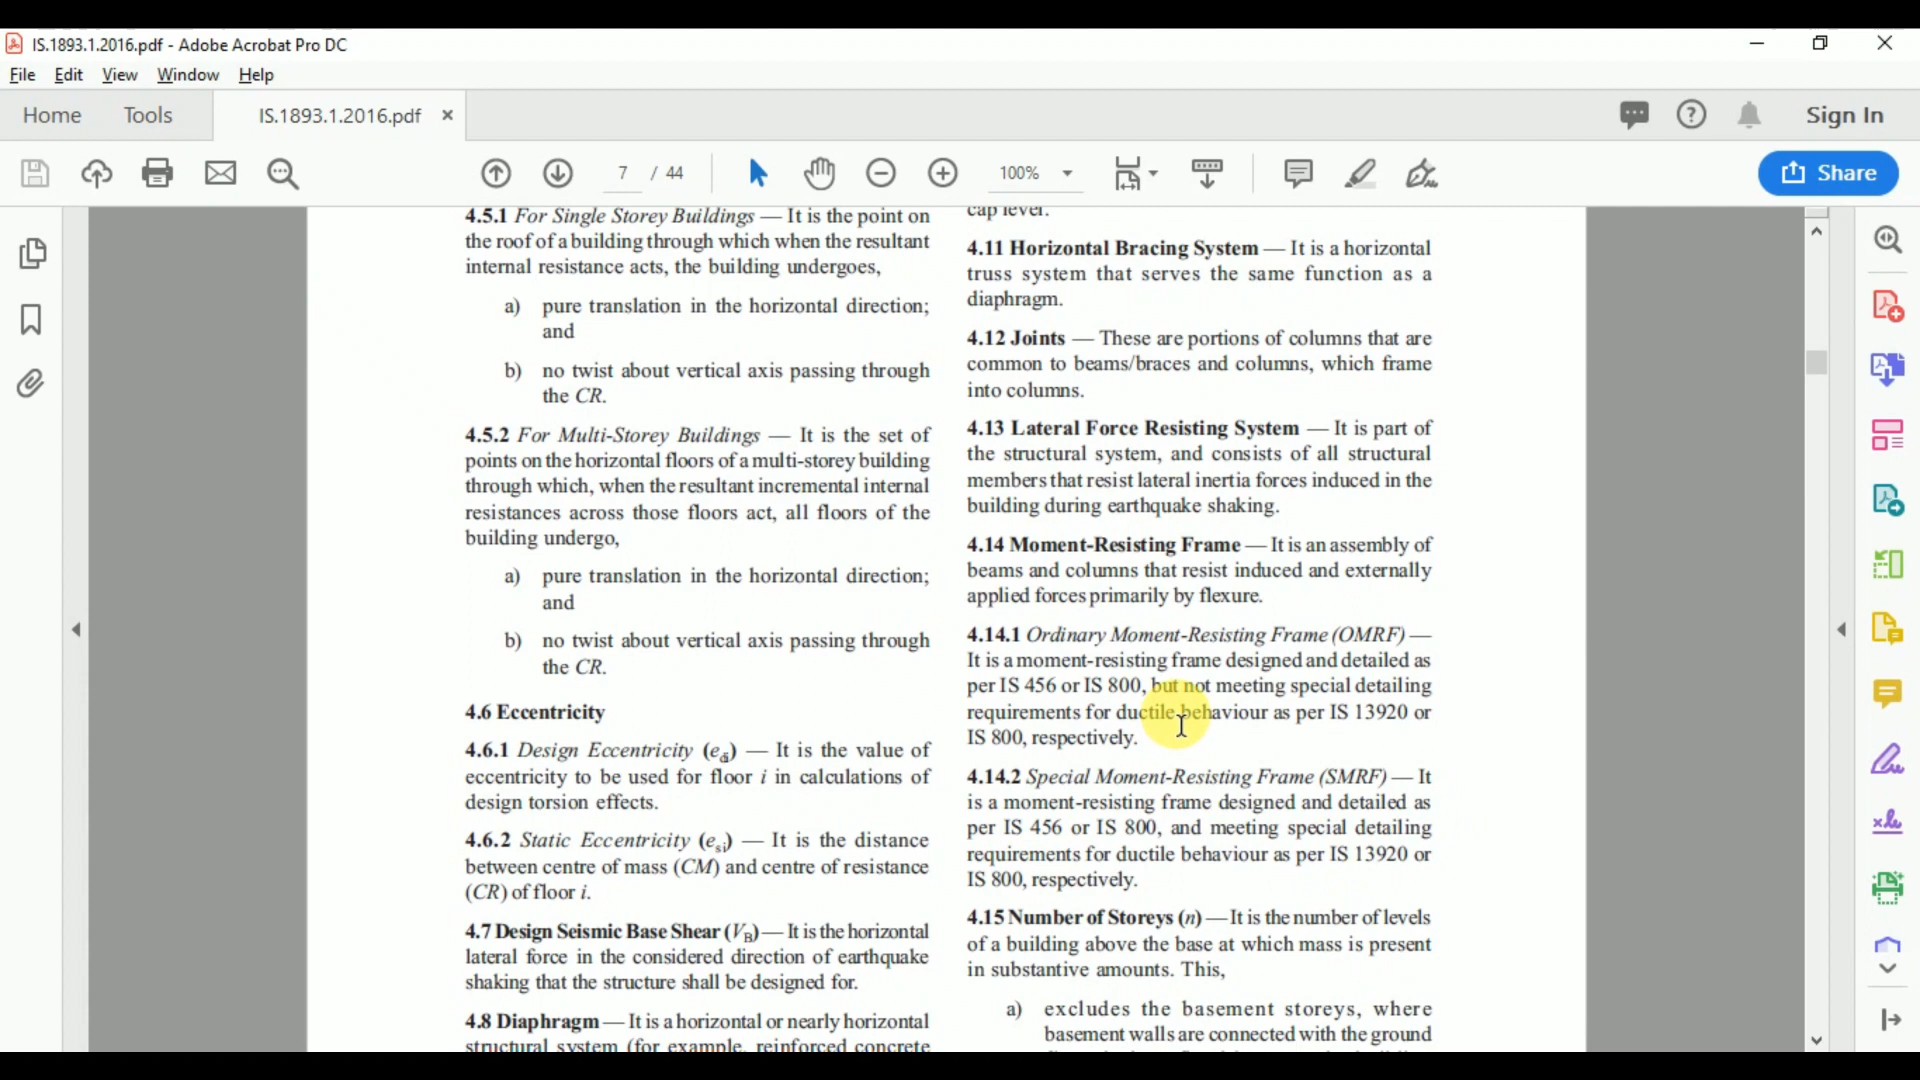 IS.1893.1.2016.pdf - Adobe Acrobat Pro DC
File Edit View Window Help
Home Tools IS.1893.1.2016.pdf × Sign In
7 / 44 100% Share
4.5.1 For Single Storey Buildings — It is the point on
the roof of a building through which when the resultant
internal resistance acts, the building undergoes,
a) pure translation in the horizontal direction;
and
b) no twist about vertical axis passing through
the CR.
4.5.2 For Multi-Storey Buildings — It is the set of
points on the horizontal floors of a multi-storey building
through which, when the resultant incremental internal
resistances across those floors act, all floors of the
building undergo,
a) pure translation in the horizontal direction;
and
b) no twist about vertical axis passing through
the CR.
4.6 Eccentricity
4.6.1 Design Eccentricity (edi) — It is the value of
eccentricity to be used for floor i in calculations of
design torsion effects.
4.6.2 Static Eccentricity (esi) — It is the distance
between centre of mass (CM) and centre of resistance
(CR) of floor i.
4.7 Design Seismic Base Shear (VB) — It is the horizontal
lateral force in the considered direction of earthquake
shaking that the structure shall be designed for.
4.8 Diaphragm — It is a horizontal or nearly horizontal
structural system (for example, reinforced concrete
cap level.
4.11 Horizontal Bracing System — It is a horizontal
truss system that serves the same function as a
diaphragm.
4.12 Joints — These are portions of columns that are
common to beams/braces and columns, which frame
into columns.
4.13 Lateral Force Resisting System — It is part of
the structural system, and consists of all structural
members that resist lateral inertia forces induced in the
building during earthquake shaking.
4.14 Moment-Resisting Frame — It is an assembly of
beams and columns that resist induced and externally
applied forces primarily by flexure.
4.14.1 Ordinary Moment-Resisting Frame (OMRF) —
It is a moment-resisting frame designed and detailed as
per IS 456 or IS 800, but not meeting special detailing
requirements for ductile behaviour as per IS 13920 or
IS 800, respectively.
4.14.2 Special Moment-Resisting Frame (SMRF) — It
is a moment-resisting frame designed and detailed as
per IS 456 or IS 800, and meeting special detailing
requirements for ductile behaviour as per IS 13920 or
IS 800, respectively.
4.15 Number of Storeys (n) — It is the number of levels
of a building above the base at which mass is present
in substantive amounts. This,
a) excludes the basement storeys, where
basement walls are connected with the ground